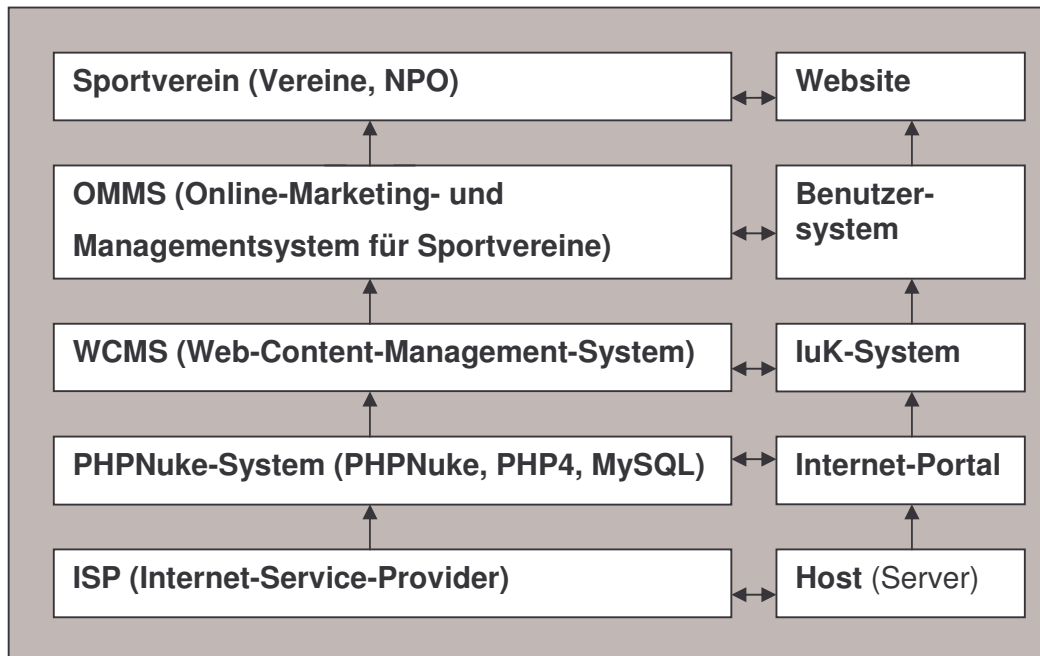 Sportverein (Vereine, NPO)
Website
OMMS (Online-Marketing- und
Managementsystem für Sportvereine)
Benutzer-
system
WCMS (Web-Content-Management-System)
IuK-System
PHPNuke-System (PHPNuke, PHP4, MySQL)
Internet-Portal
ISP (Internet-Service-Provider)
Host (Server)